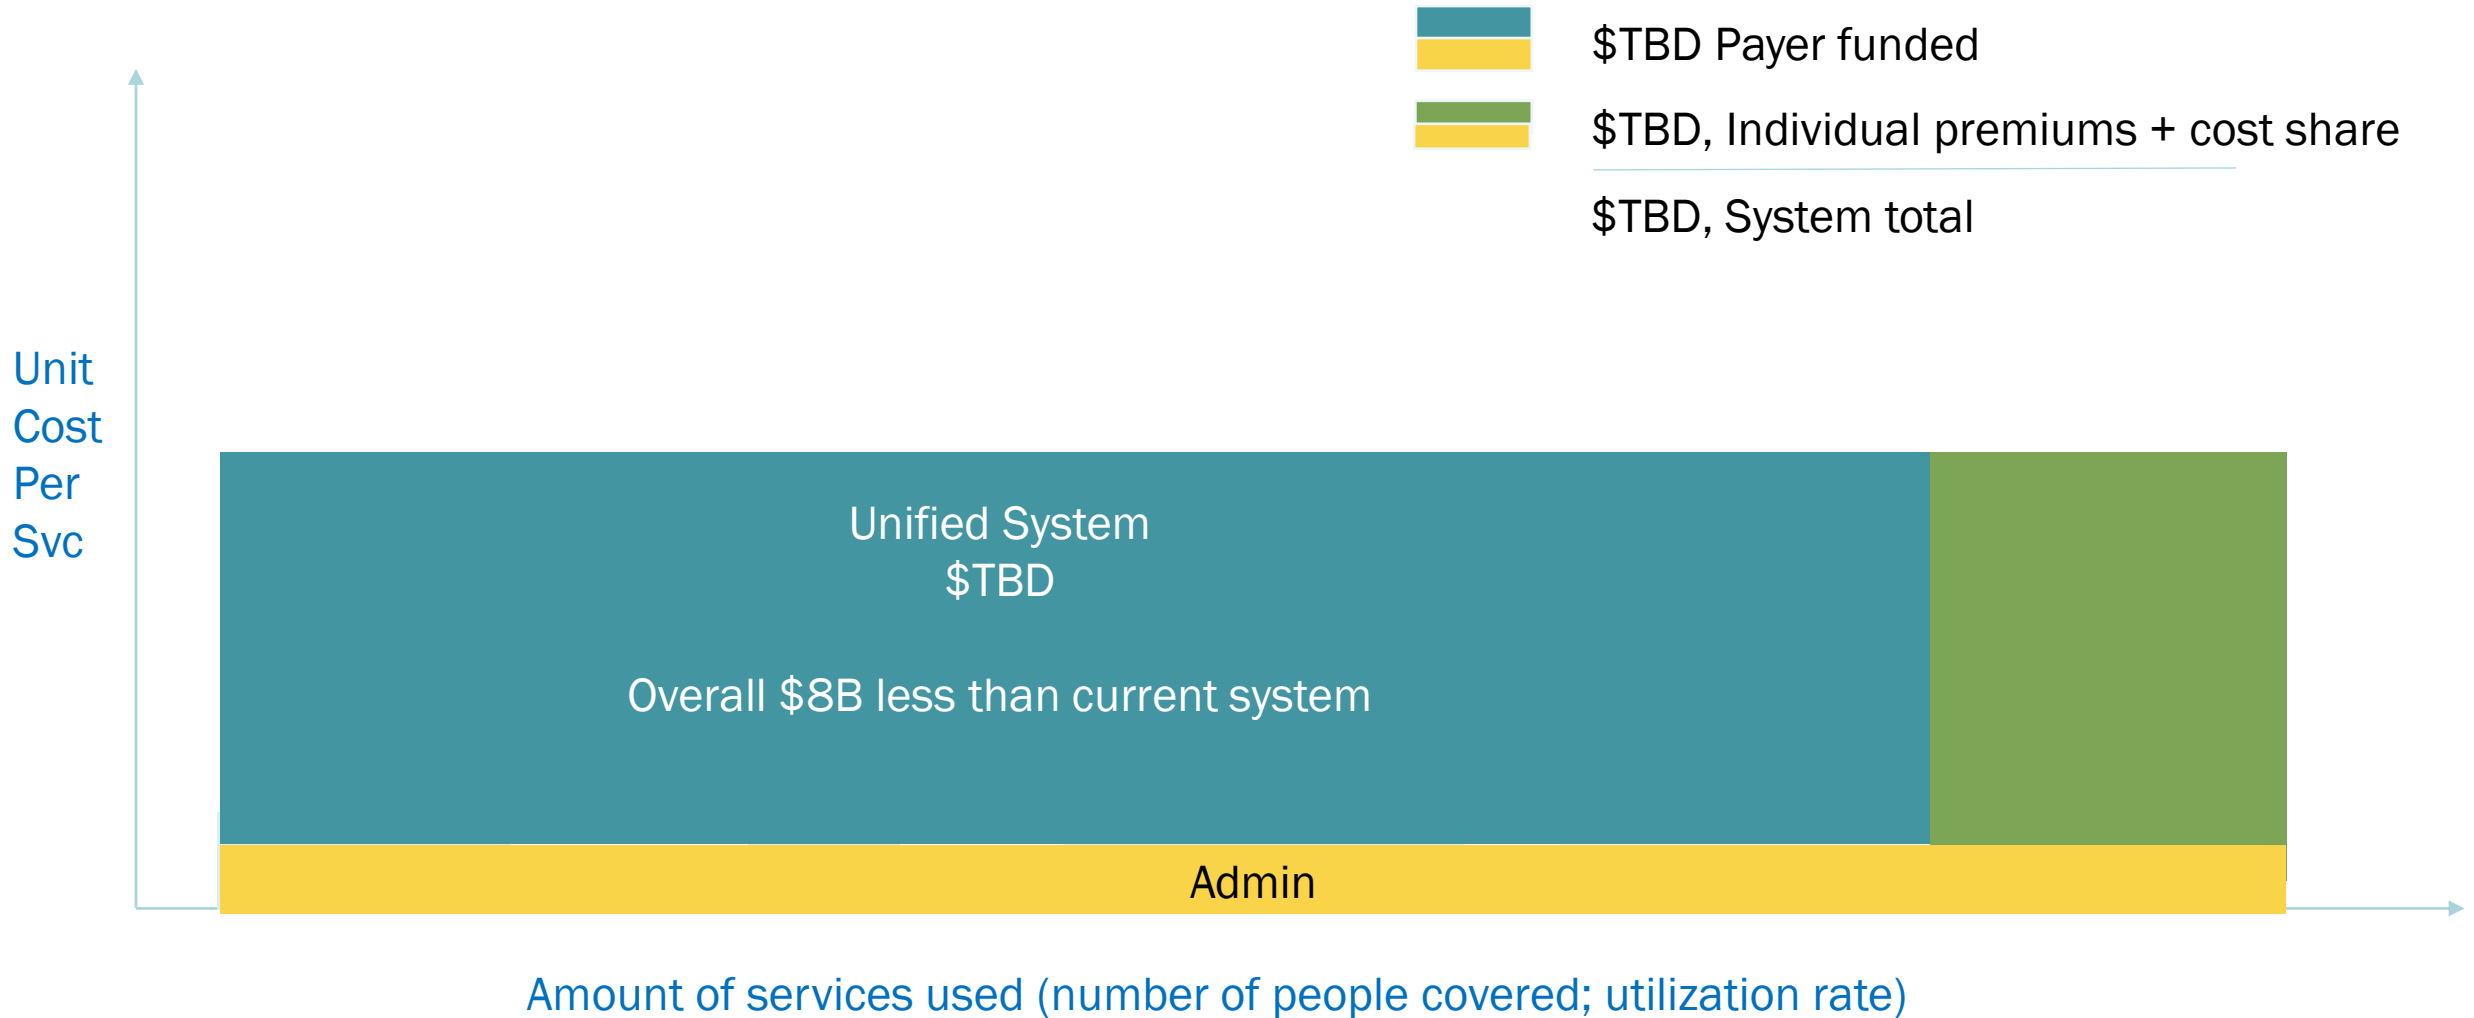 $TBD Payer funded
$TBD, Individual premiums + cost share
$TBD, System total
Unit
Cost
Per
Svc
Unified System
$TBD
Overall $8B less than current system
Admin
Amount of services used (number of people covered; utilization rate)